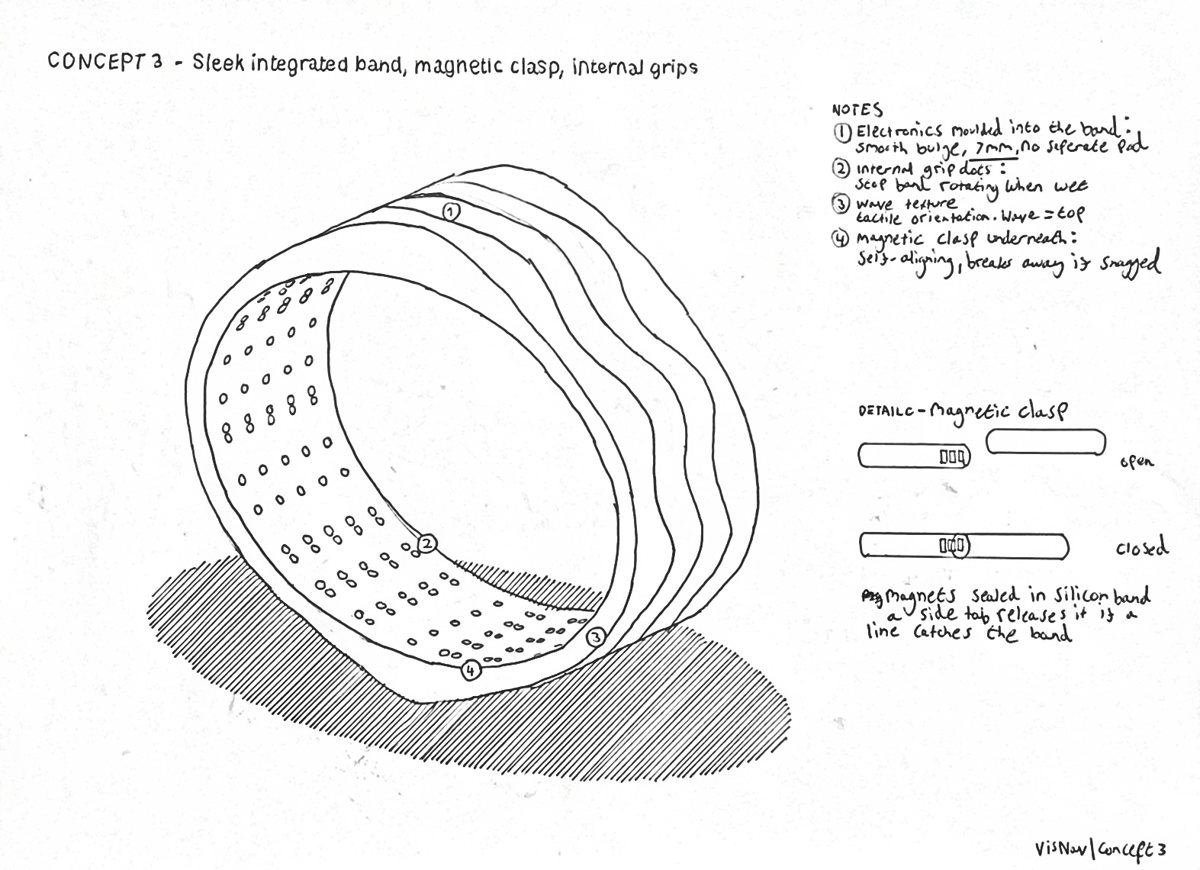 CONCEPT 3 - Sleek integrated band, magnetic clasp, internal grips
NOTES
① Electronics moulded into the band:
smooth bulge, 7mm, no seperate pad
② internal grip dots:
stop band rotating when wet
③ wave texture
tactile orientation. Wave = top
④ magnetic clasp underneath:
self-aligning, breaks away if snagged
①
②
③
④
DETAIL C - Magnetic clasp
open
closed
magnets sealed in silicon band
a side tab releases it if a
line catches the band
VisNav | Concept 3